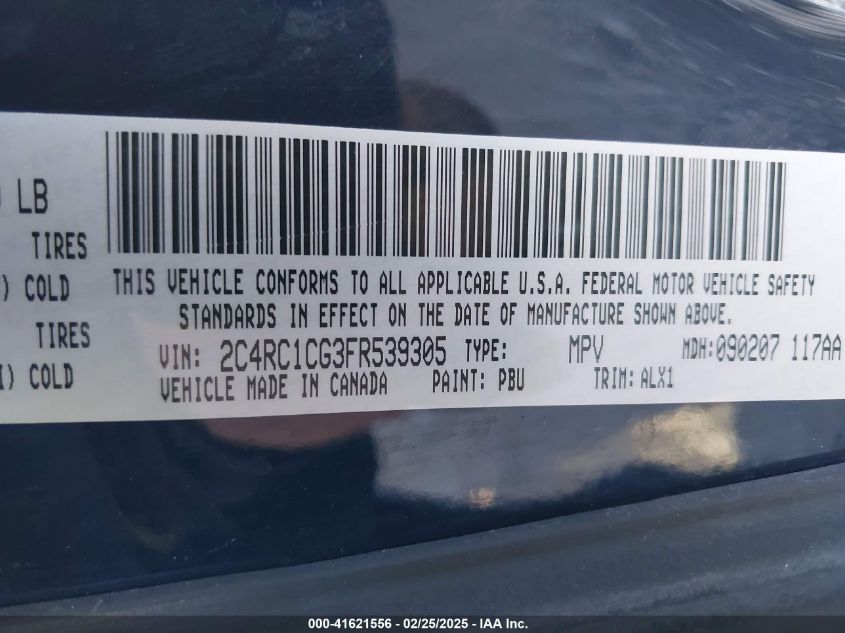 LB
TIRES
) COLD
TIRES
) COLD
THIS VEHICLE CONFORMS TO ALL APPLICABLE U.S.A. FEDERAL MOTOR VEHICLE SAFETY
STANDARDS IN EFFECT ON THE DATE OF MANUFACTURE SHOWN ABOVE.
VIN: 2C4RC1CG3FR539305 TYPE: MPV MDH: 090207 117AA
VEHICLE MADE IN CANADA PAINT: PBU TRIM: ALX1
000-41621556 - 02/25/2025 - IAA Inc.